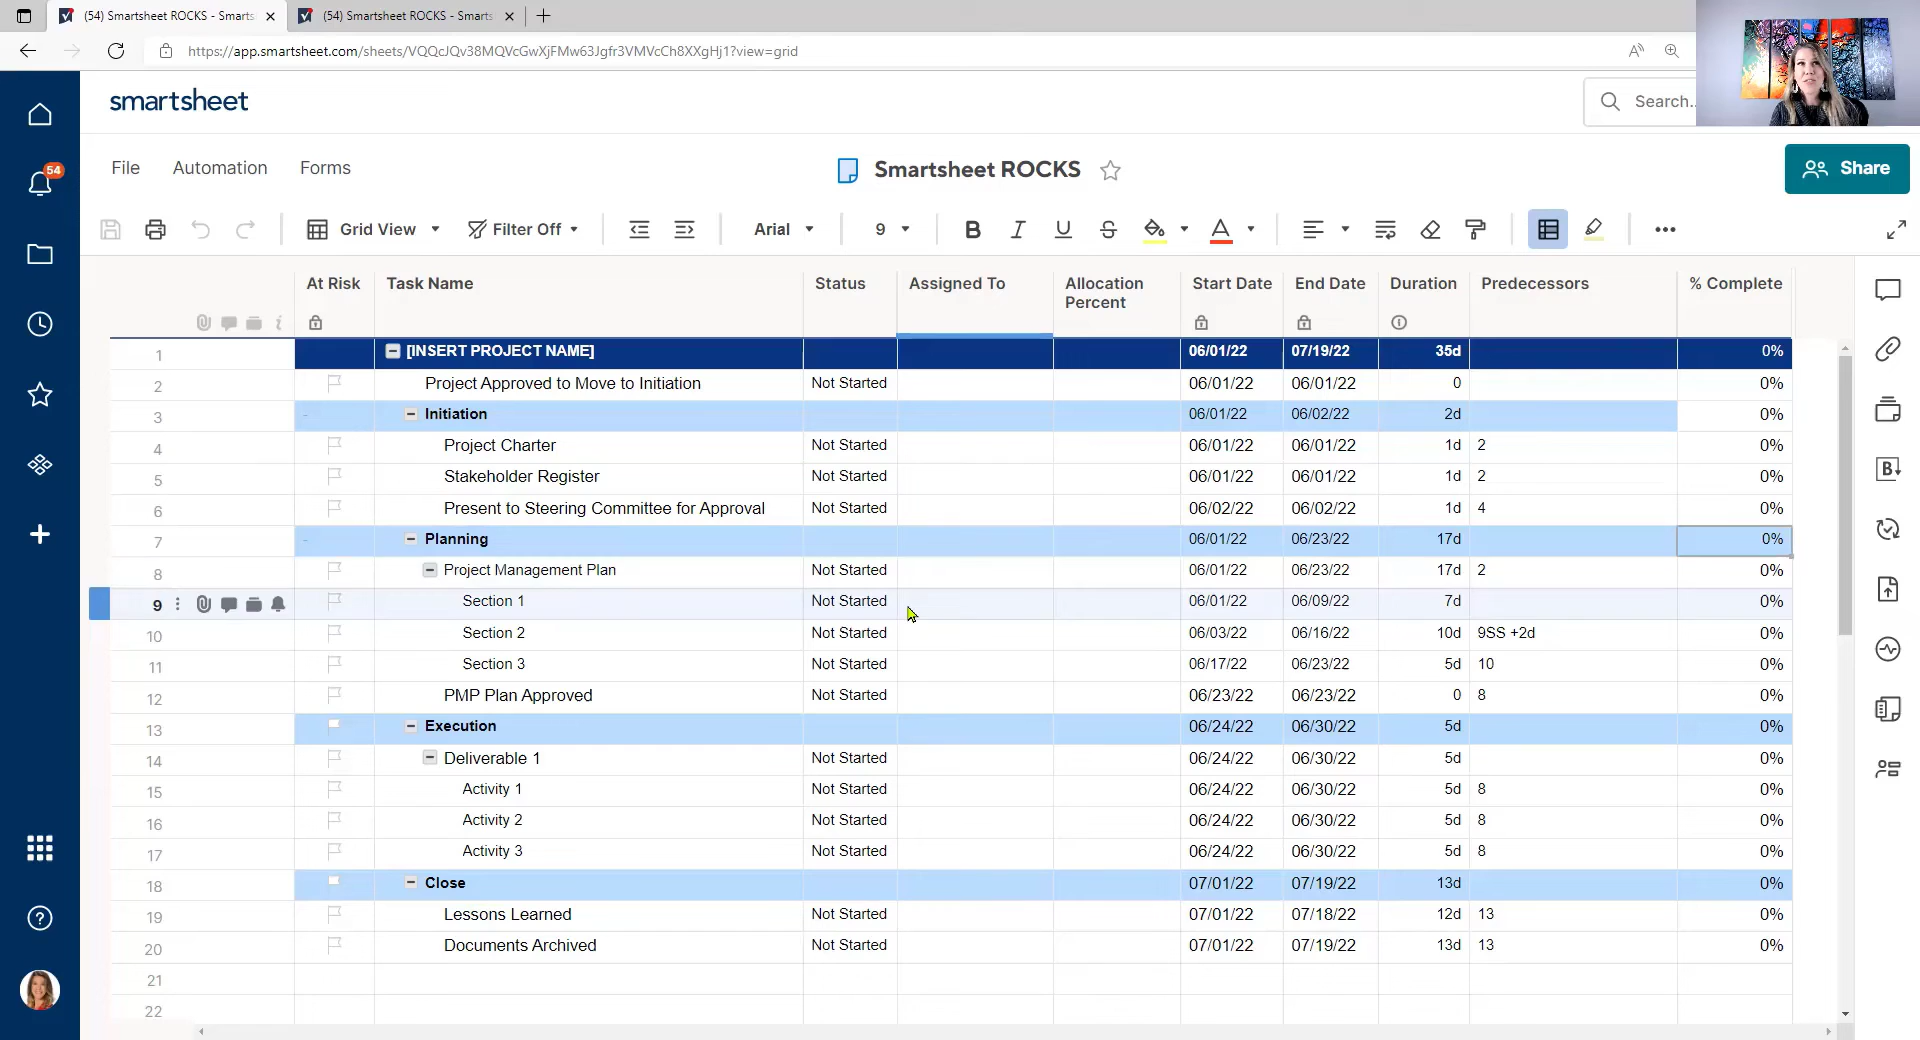 (54) Smartsheet ROCKS - Smarts
(54) Smartsheet ROCKS - Smarts
https://app.smartsheet.com/sheets/VQQcJQv38MQVcGwXjFMw63Jgfr3VMVcCh8XXgHj1?view=grid
smartsheet
Search...
54
File Automation Forms
Smartsheet ROCKS
Share
Grid View Filter Off Arial 9 B I U S A
At Risk Task Name Status Assigned To Allocation Percent Start Date End Date Duration Predecessors % Complete
1 [INSERT PROJECT NAME] 06/01/22 07/19/22 35d 0%
2 Project Approved to Move to Initiation Not Started 06/01/22 06/01/22 0 0%
3 Initiation 06/01/22 06/02/22 2d 0%
4 Project Charter Not Started 06/01/22 06/01/22 1d 2 0%
5 Stakeholder Register Not Started 06/01/22 06/01/22 1d 2 0%
6 Present to Steering Committee for Approval Not Started 06/02/22 06/02/22 1d 4 0%
7 Planning 06/01/22 06/23/22 17d 0%
8 Project Management Plan Not Started 06/01/22 06/23/22 17d 2 0%
9 Section 1 Not Started 06/01/22 06/09/22 7d 0%
10 Section 2 Not Started 06/03/22 06/16/22 10d 9SS +2d 0%
11 Section 3 Not Started 06/17/22 06/23/22 5d 10 0%
12 PMP Plan Approved Not Started 06/23/22 06/23/22 0 8 0%
13 Execution 06/24/22 06/30/22 5d 0%
14 Deliverable 1 Not Started 06/24/22 06/30/22 5d 0%
15 Activity 1 Not Started 06/24/22 06/30/22 5d 8 0%
16 Activity 2 Not Started 06/24/22 06/30/22 5d 8 0%
17 Activity 3 Not Started 06/24/22 06/30/22 5d 8 0%
18 Close 07/01/22 07/19/22 13d 0%
19 Lessons Learned Not Started 07/01/22 07/18/22 12d 13 0%
20 Documents Archived Not Started 07/01/22 07/19/22 13d 13 0%
21
22